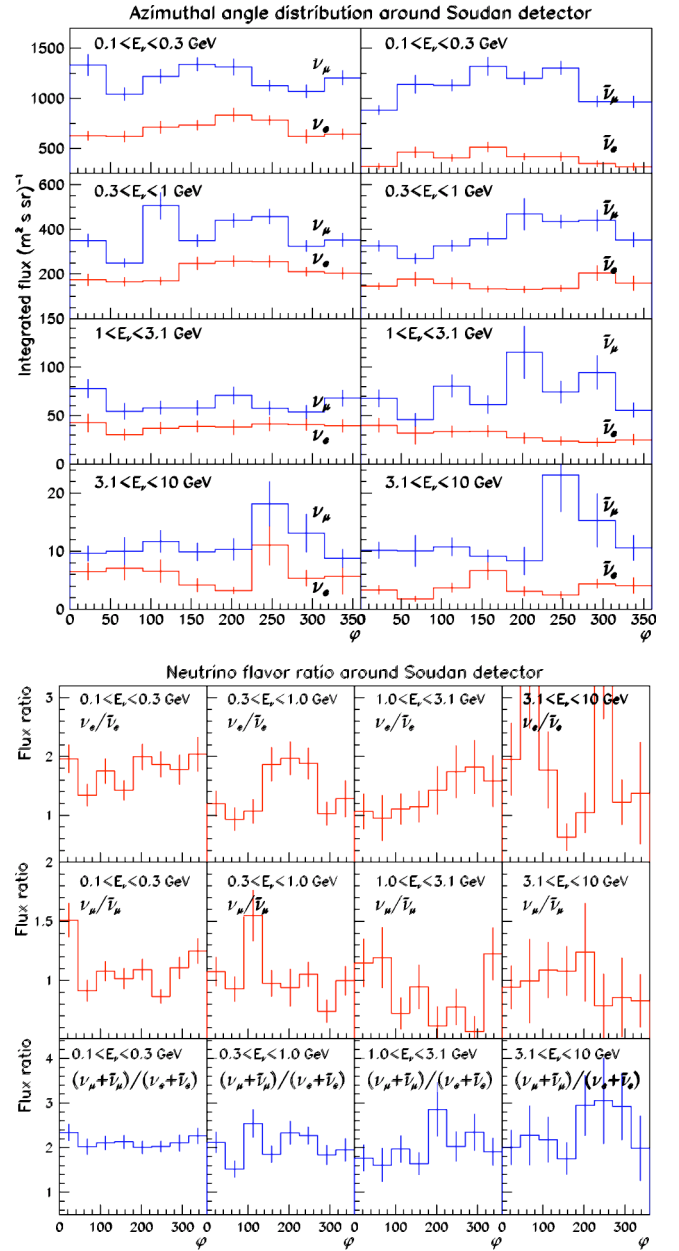 Azimuthal angle distribution around Soudan detector
0.1<Eν<0.3 GeV 0.1<Eν<0.3 GeV
1500
1250
1000
750
500
νμ ν̄μ
νe ν̄e
Integrated flux (m² s sr)⁻¹
0.3<Eν<1 GeV 0.3<Eν<1 GeV
600
400
200
0
νμ ν̄μ
νe ν̄e
1<Eν<3.1 GeV 1<Eν<3.1 GeV
150
100
50
0
νμ ν̄μ
νe ν̄e
3.1<Eν<10 GeV 3.1<Eν<10 GeV
20
10
0
νμ ν̄μ
νe ν̄e
0 50 100 150 200 250 300 350 0 50 100 150 200 250 300 350
φ φ
Neutrino flavor ratio around Soudan detector
Flux ratio
3
2
1
0.1<Eν<0.3 GeV 0.3<Eν<1.0 GeV 1.0<Eν<3.1 GeV 3.1<Eν<10 GeV
νe/ν̄e νe/ν̄e νe/ν̄e νe/ν̄e
Flux ratio
2
1.5
1
0.1<Eν<0.3 GeV 0.3<Eν<1.0 GeV 1.0<Eν<3.1 GeV 3.1<Eν<10 GeV
νμ/ν̄μ νμ/ν̄μ νμ/ν̄μ νμ/ν̄μ
Flux ratio
4
3
2
1
0.1<Eν<0.3 GeV 0.3<Eν<1.0 GeV 1.0<Eν<3.1 GeV 3.1<Eν<10 GeV
(νμ+ν̄μ)/(νe+ν̄e) (νμ+ν̄μ)/(νe+ν̄e) (νμ+ν̄μ)/(νe+ν̄e) (νμ+ν̄μ)/(νe+ν̄e)
0 100 200 300 0 100 200 300 0 100 200 300 0 100 200 300
φ φ φ φ